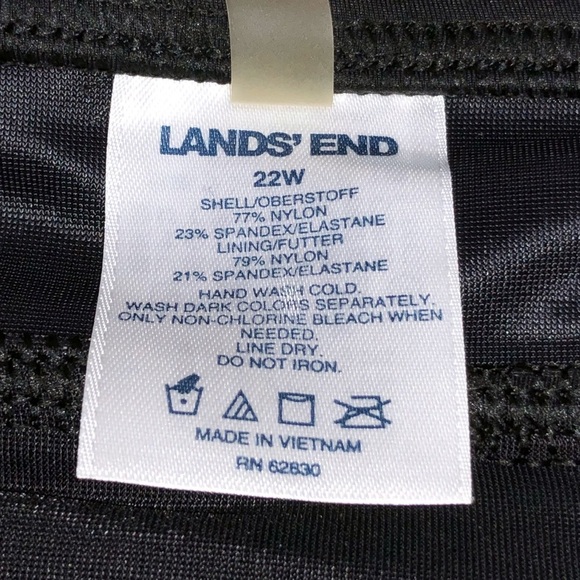 LANDS' END
22W
SHELL/OBERSTOFF
77% NYLON
23% SPANDEX/ELASTANE
LINING/FUTTER
79% NYLON
21% SPANDEX/ELASTANE
HAND WASH COLD.
WASH DARK COLORS SEPARATELY.
ONLY NON-CHLORINE BLEACH WHEN
NEEDED.
LINE DRY.
DO NOT IRON.
MADE IN VIETNAM
RN 62830